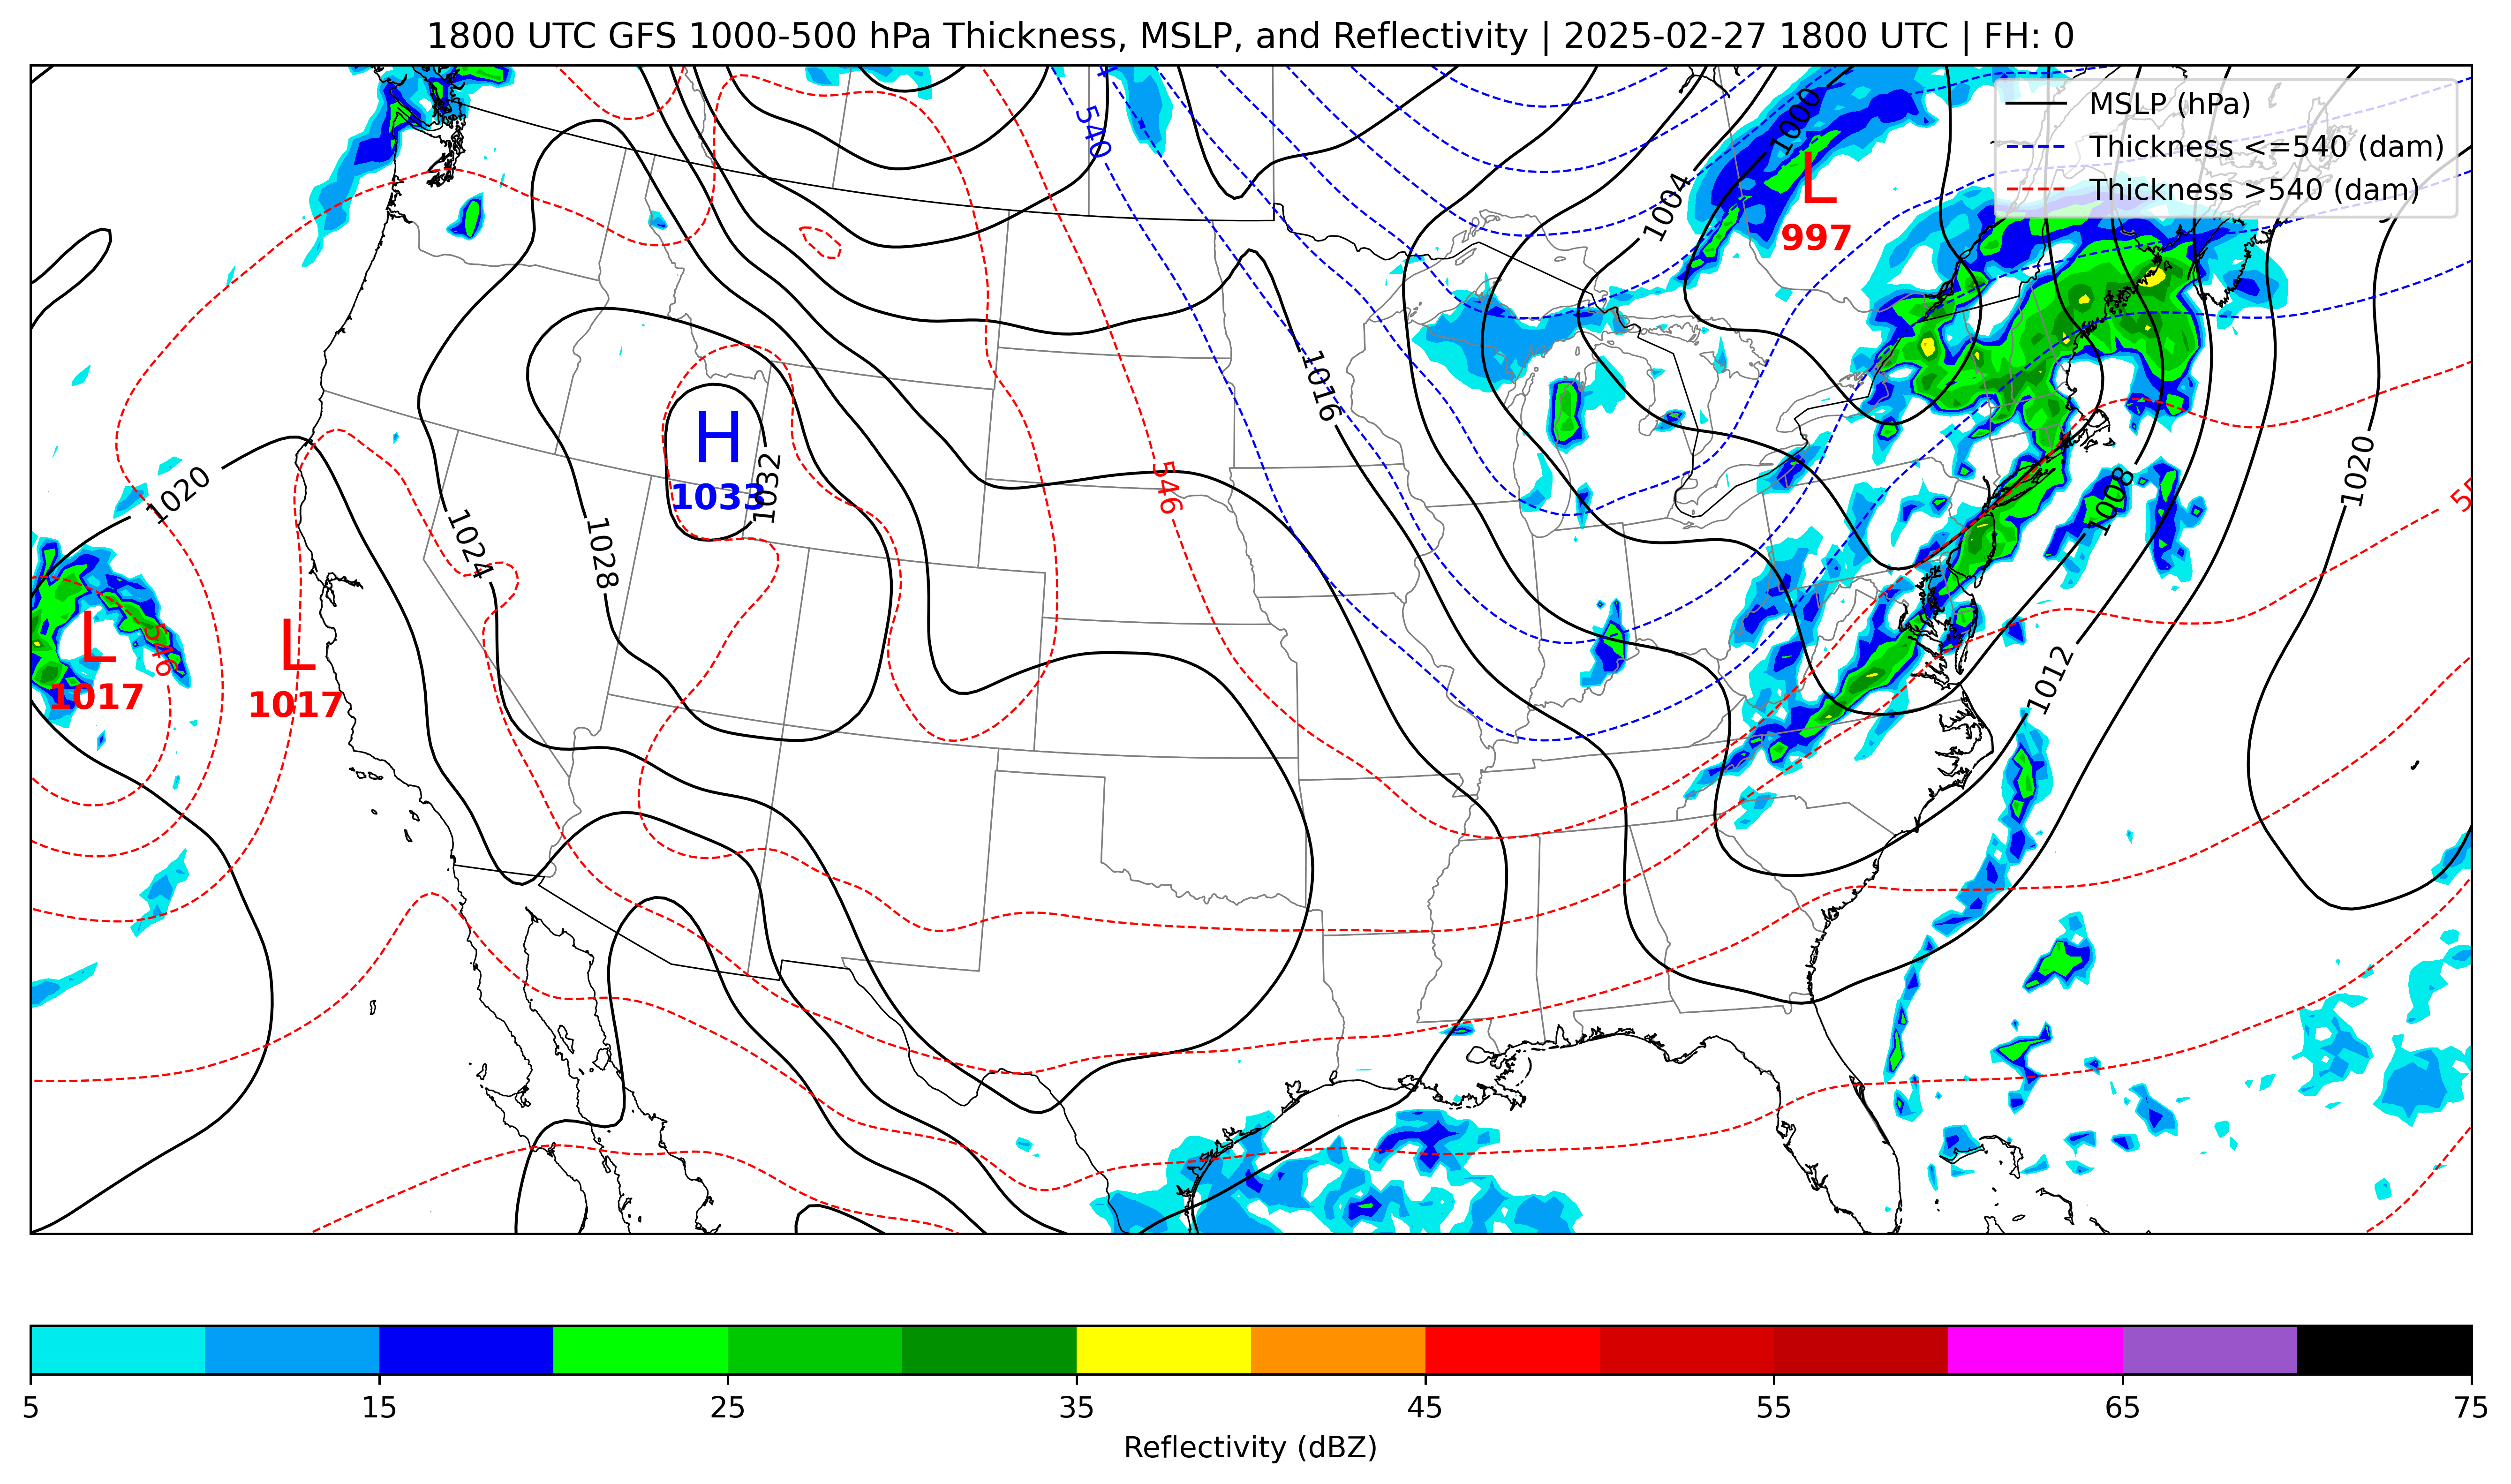 1800 UTC GFS 1000-500 hPa Thickness, MSLP, and Reflectivity | 2025-02-27 1800 UTC | FH: 0
MSLP (hPa)
Thickness <=540 (dam)
Thickness >540 (dam)
540
1000
1004
L
997
1016
H
1033
1032
1020
1020
546
1008
1024
1028
L
1017
546
L
1017
1012
5
15
25
35
45
55
65
75
Reflectivity (dBZ)